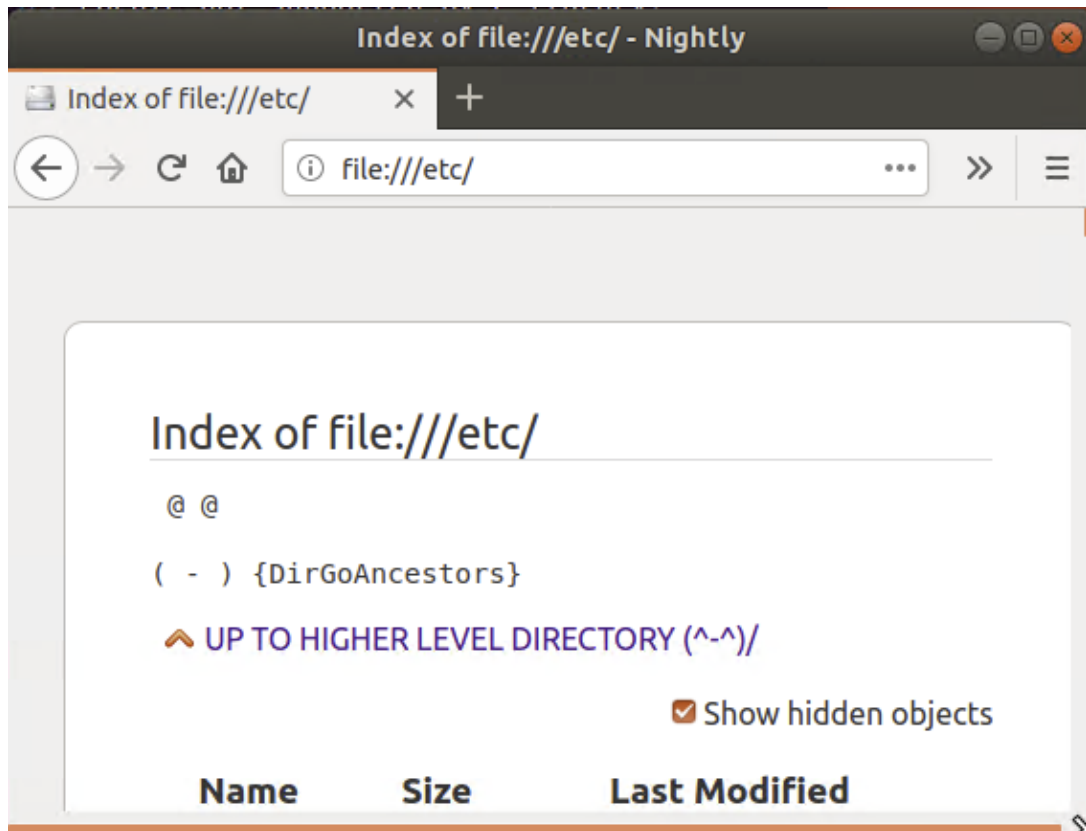 Index of file:///etc/ - Nightly
Index of file:///etc/
file:///etc/
Index of file:///etc/
@ @
( - ) {DirGoAncestors}
UP TO HIGHER LEVEL DIRECTORY (^-^)/
Show hidden objects
Name Size Last Modified